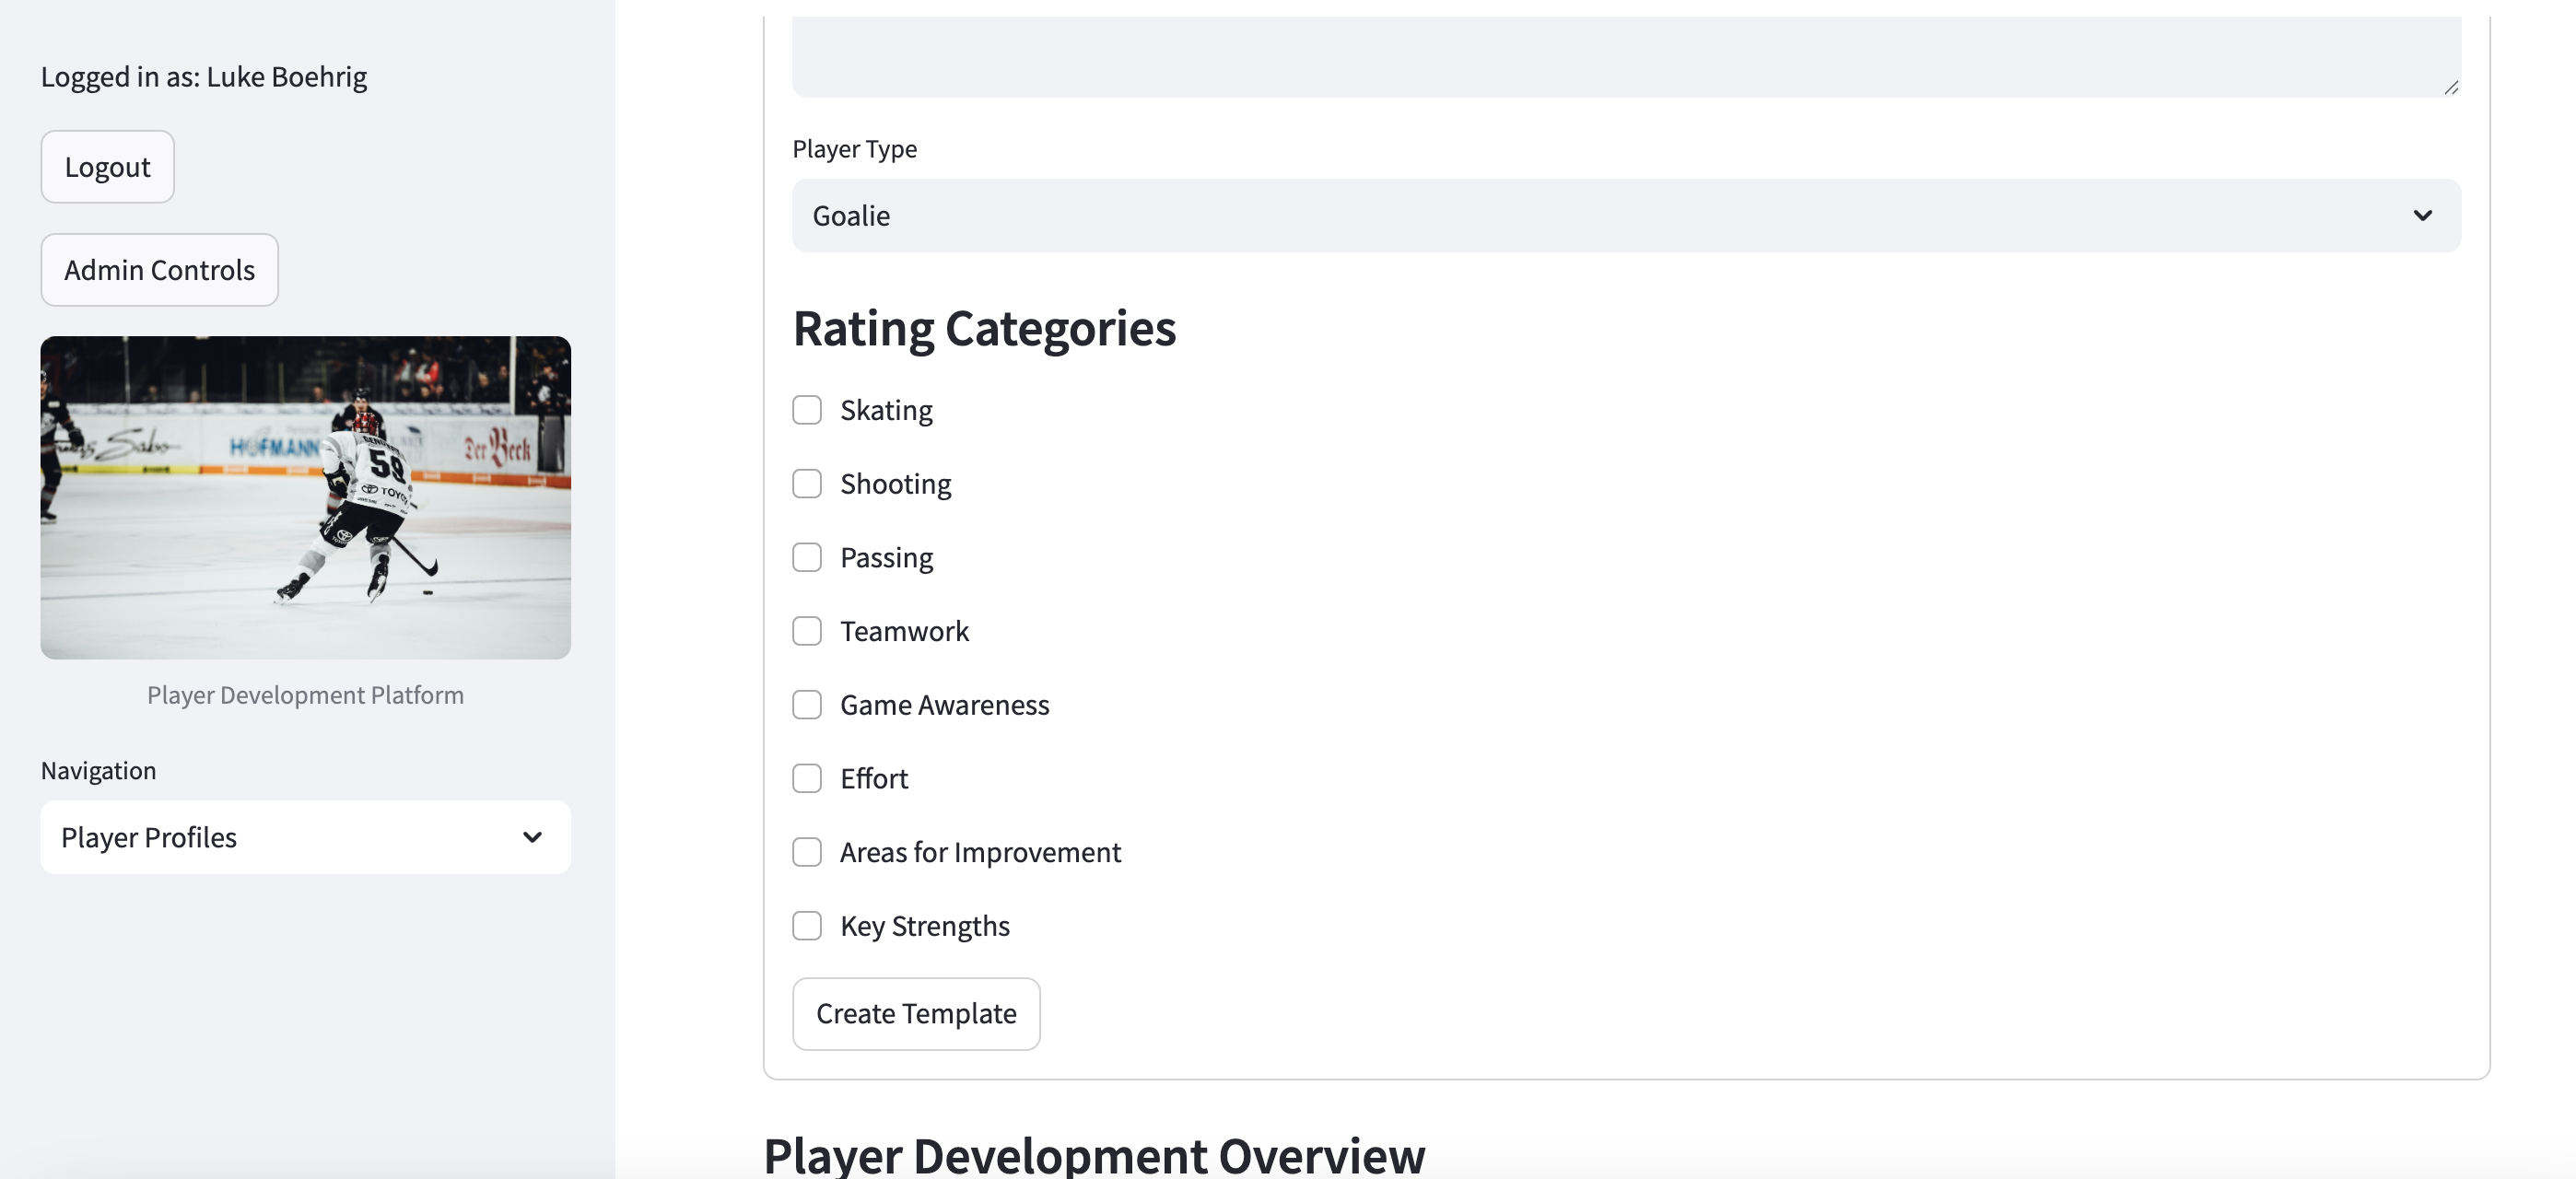 Logged in as: Luke Boehrig
Logout
Admin Controls
HOFMANN
Der Beck
59
TOYO
Player Development Platform
Navigation
Player Profiles
Player Type
Goalie
Rating Categories
Skating
Shooting
Passing
Teamwork
Game Awareness
Effort
Areas for Improvement
Key Strengths
Create Template
Player Development Overview